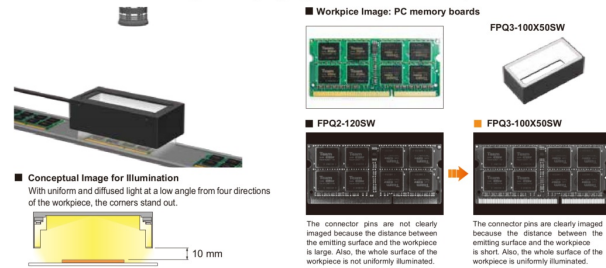 ■ Workpice Image: PC memory boards
FPQ3-100X50SW
■ FPQ2-120SW
■ FPQ3-100X50SW
■ Conceptual Image for Illumination
With uniform and diffused light at a low angle from four directions
of the workpiece, the corners stand out.
10 mm
The connector pins are not clearly
imaged because the distance between
the emitting surface and the workpiece
is large. Also, the whole surface of the
workpiece is not uniformly illuminated.
The connector pins are clearly imaged
because the distance between the
emitting surface and the workpiece
is short. Also, the whole surface of the
workpiece is uniformly illuminated.